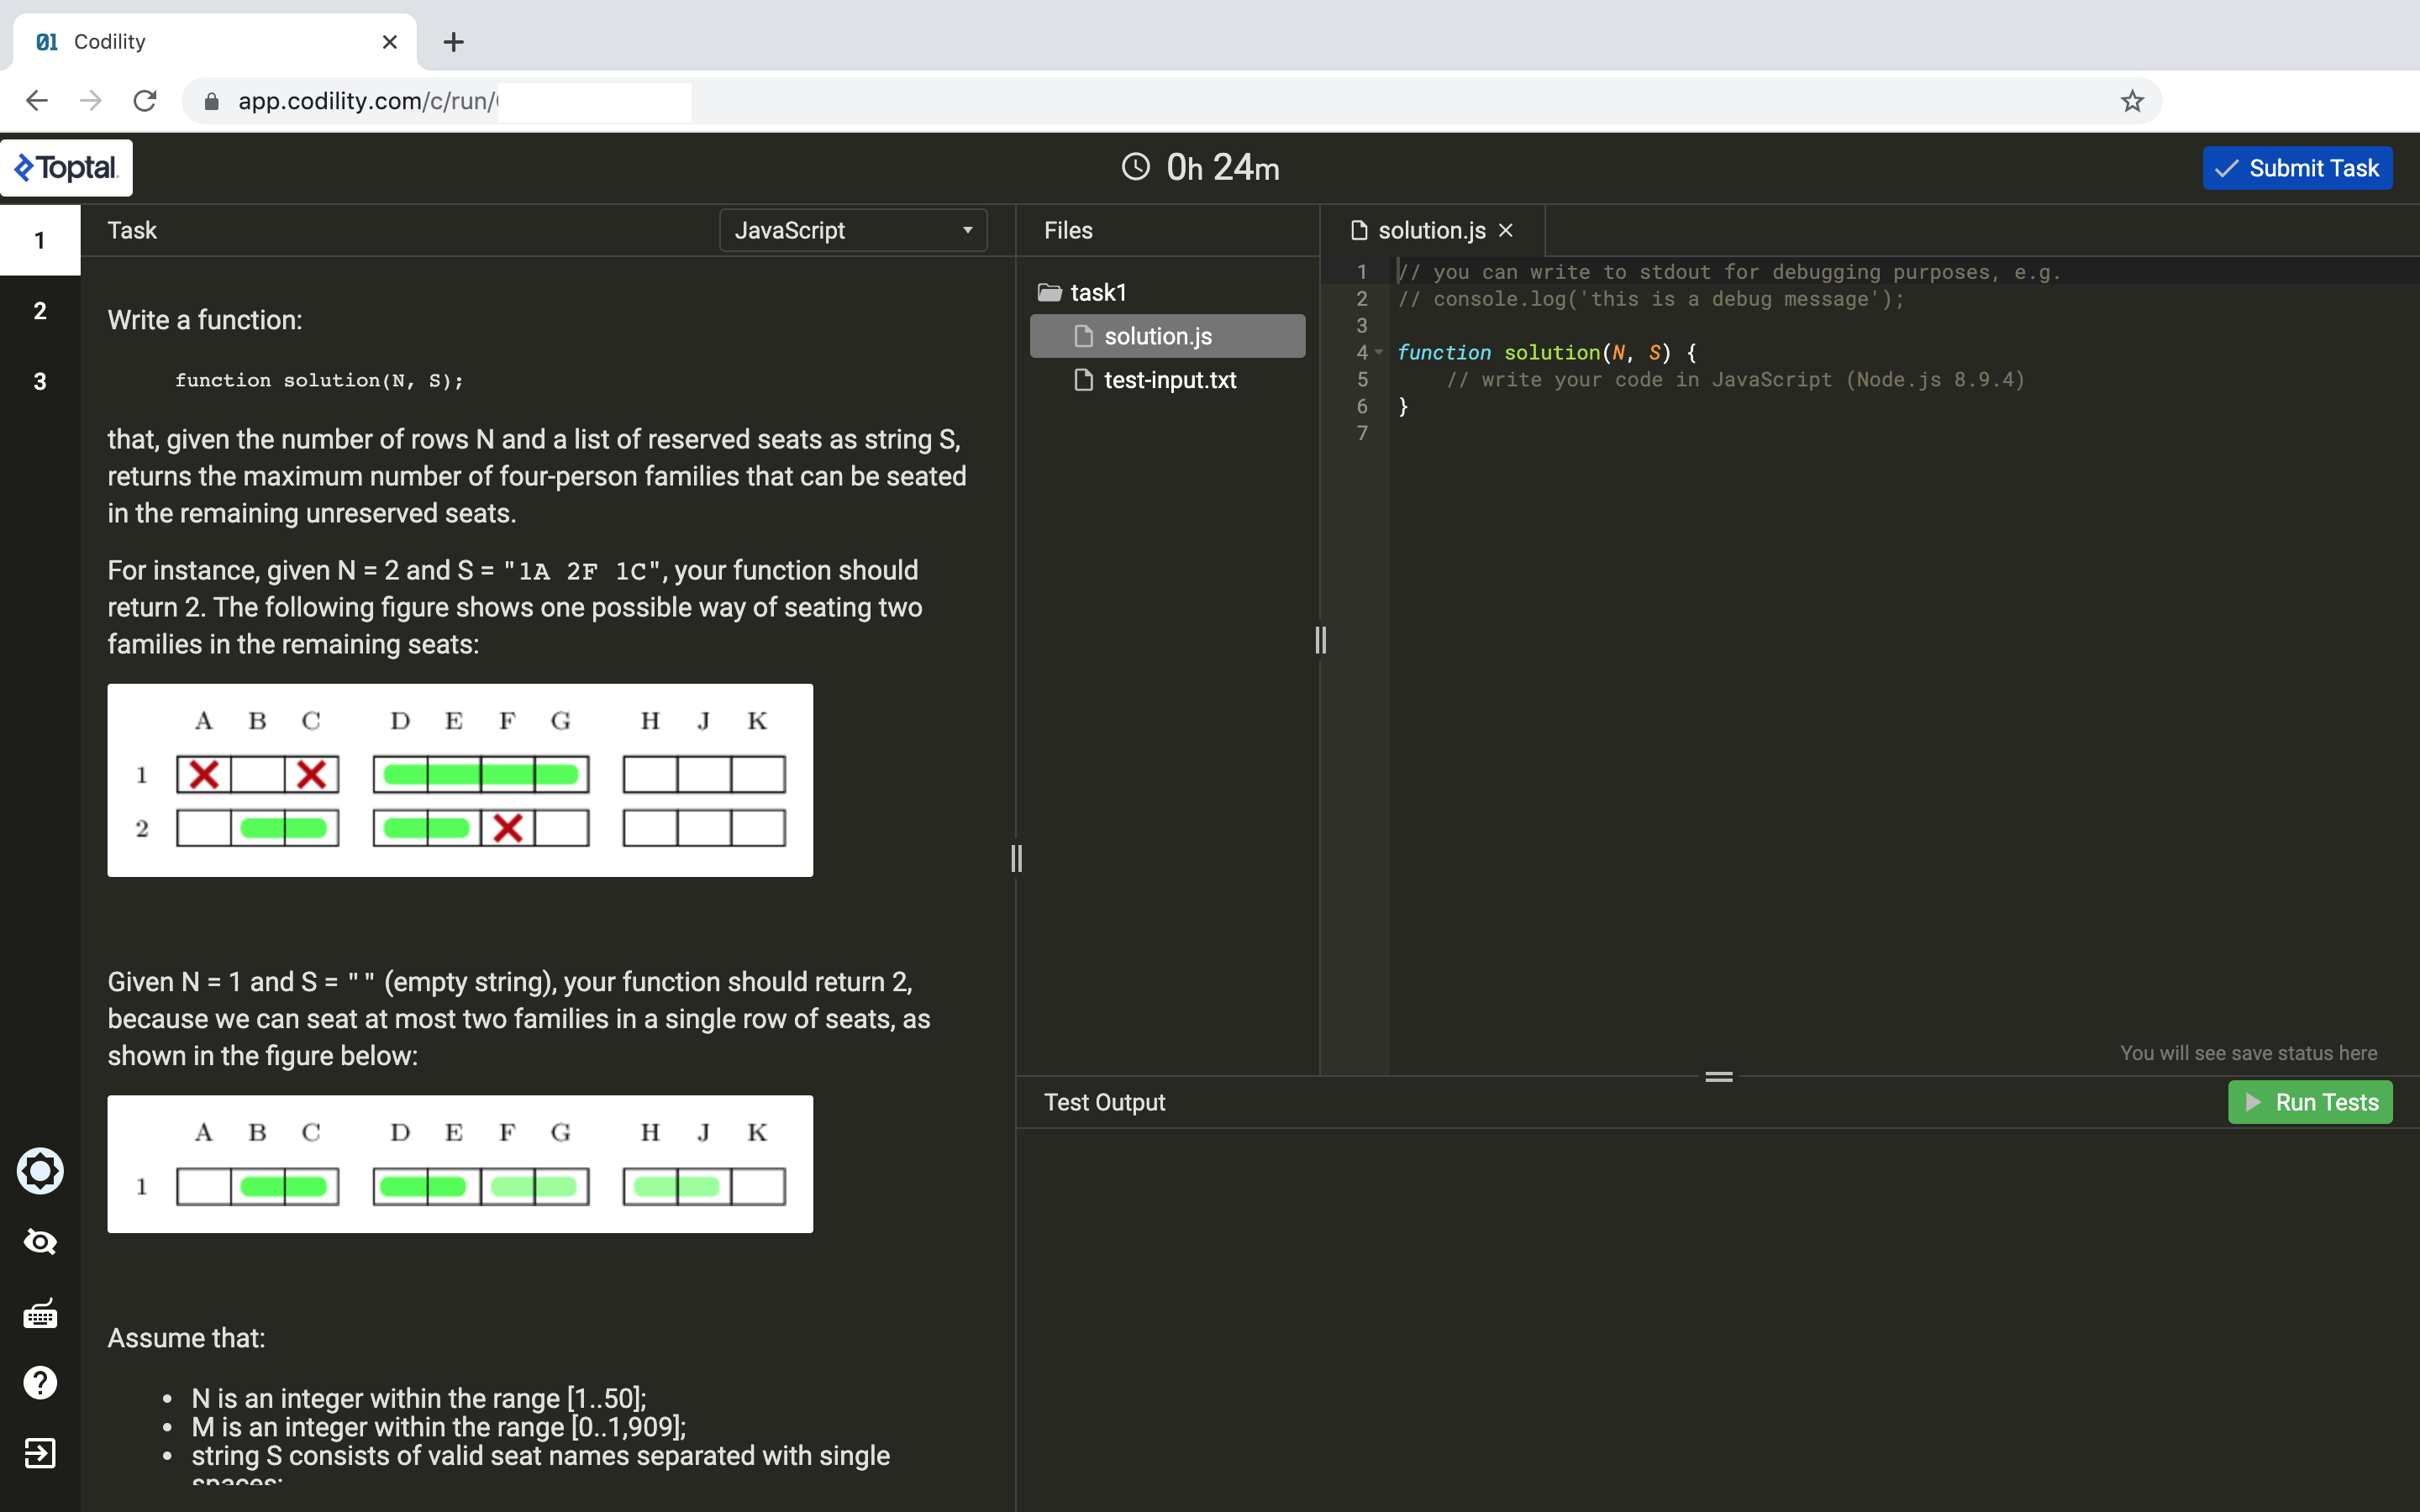 01 Codility
app.codility.com/c/run/
Toptal.
0h 24m
Submit Task
1
2
3
Task
JavaScript
Write a function:
function solution(N, S);
that, given the number of rows N and a list of reserved seats as string S,
returns the maximum number of four-person families that can be seated
in the remaining unreserved seats.
For instance, given N = 2 and S = "1A 2F 1C", your function should
return 2. The following figure shows one possible way of seating two
families in the remaining seats:
A B C D E F G H J K
1
2
Given N = 1 and S = "" (empty string), your function should return 2,
because we can seat at most two families in a single row of seats, as
shown in the figure below:
A B C D E F G H J K
1
Assume that:
• N is an integer within the range [1..50];
• M is an integer within the range [0..1,909];
• string S consists of valid seat names separated with single
spaces;
Files
task1
solution.js
test-input.txt
solution.js
1 // you can write to stdout for debugging purposes, e.g.
2 // console.log('this is a debug message');
3
4 function solution(N, S) {
5 // write your code in JavaScript (Node.js 8.9.4)
6 }
7
You will see save status here
Test Output
Run Tests